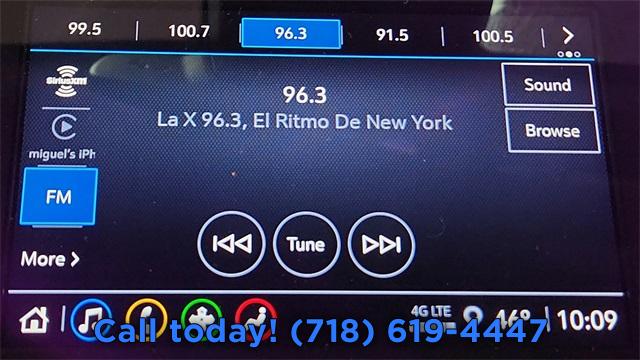 99.5 100.7 96.3 91.5 100.5
SiriusXM
96.3
Sound
La X 96.3, El Ritmo De New York
Browse
miguel's iPh
FM
Tune
More
4G LTE 46° 10:09
Call today! (718) 619-4447